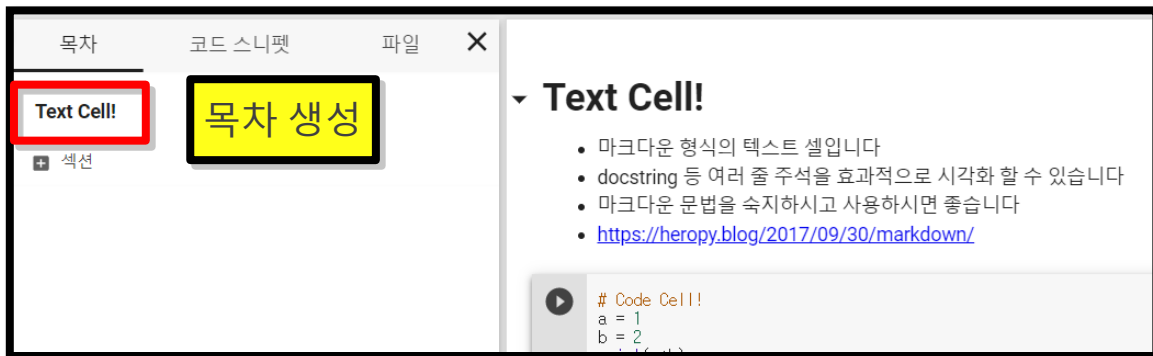 목차 코드 스니펫 파일 ✕
Text Cell!
목차 생성
섹션
Text Cell!
마크다운 형식의 텍스트 셀입니다
docstring 등 여러 줄 주석을 효과적으로 시각화 할 수 있습니다
마크다운 문법을 숙지하시고 사용하시면 좋습니다
https://heropy.blog/2017/09/30/markdown/
# Code Cell!
a = 1
b = 2